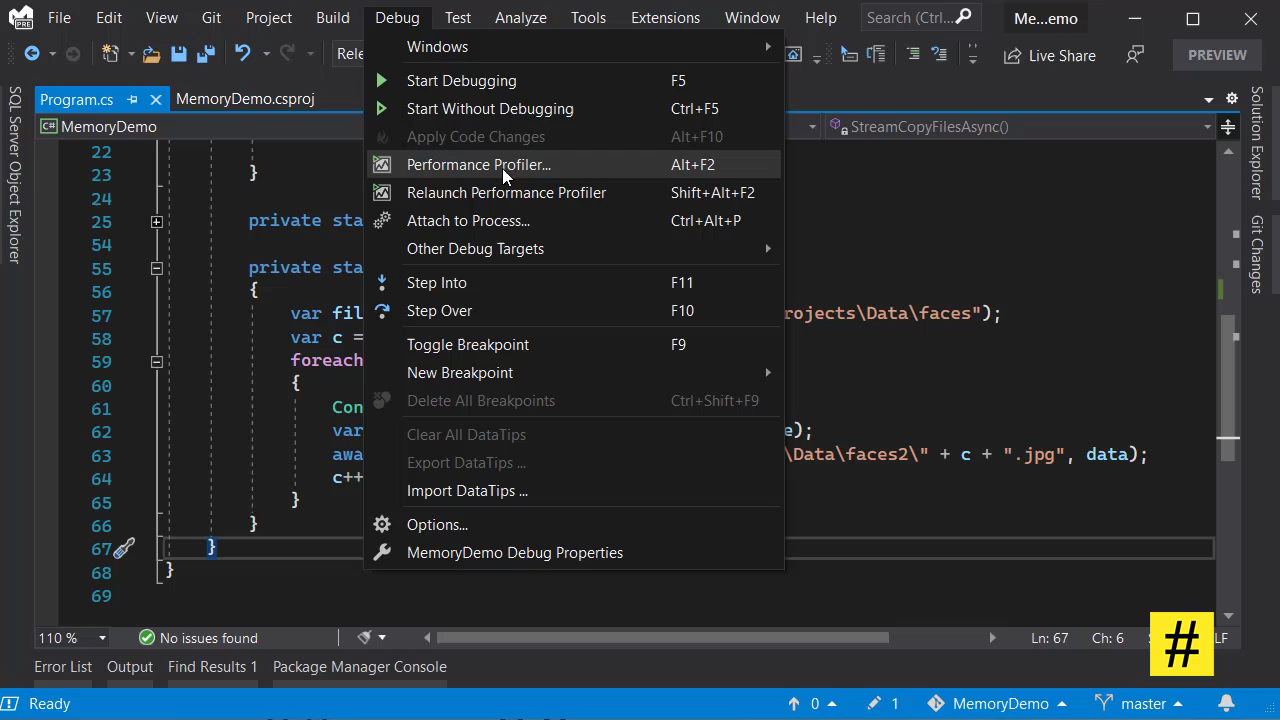 PRE
File Edit View Git Project Build Debug Test Analyze Tools Extensions Window Help Search (Ctrl... Me...emo
Rele Live Share PREVIEW
SQL Server Object Explorer
Program.cs MemoryDemo.csproj
C# MemoryDemo StreamCopyFilesAsync()
Windows
Start Debugging F5
Start Without Debugging Ctrl+F5
Apply Code Changes Alt+F10
Performance Profiler... Alt+F2
Relaunch Performance Profiler Shift+Alt+F2
Attach to Process... Ctrl+Alt+P
Other Debug Targets
Step Into F11
Step Over F10
Toggle Breakpoint F9
New Breakpoint
Delete All Breakpoints Ctrl+Shift+F9
Clear All DataTips
Export DataTips ...
Import DataTips ...
Options...
MemoryDemo Debug Properties
22
23 }
24
25 private sta
54
55 private sta
56 {
57 var fil rojects\Data\faces");
58 var c =
59 foreach
60 {
61 Con
62 var e);
63 awa \Data\faces2\" + c + ".jpg", data);
64 c++
65 }
66 }
67 }
68 }
69
Solution Explorer
Git Changes
110 % No issues found Ln: 67 Ch: 6 LF
#
Error List Output Find Results 1 Package Manager Console
Ready 0 1 MemoryDemo master